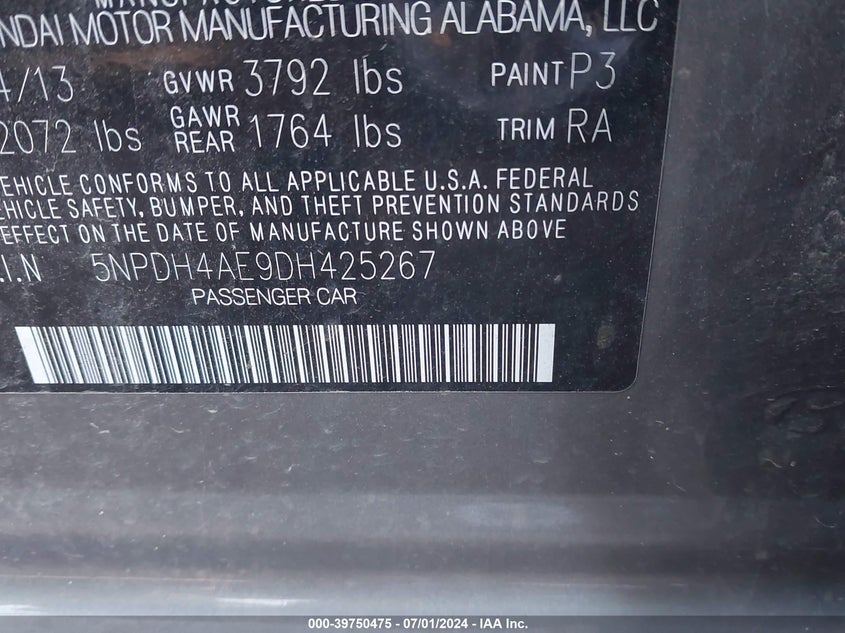 MANUFACTURED
NDAI MOTOR MANUFACTURING ALABAMA, LLC
4/13 GVWR 3792 lbs PAINT P3
2072 lbs GAWR REAR 1764 lbs TRIM RA
EHICLE CONFORMS TO ALL APPLICABLE U.S.A. FEDERAL
HICLE SAFETY, BUMPER, AND THEFT PREVENTION STANDARDS
EFFECT ON THE DATE OF MANUFACTURE SHOWN ABOVE
.I.N 5NPDH4AE9DH425267
PASSENGER CAR
000-39750475 - 07/01/2024 - IAA Inc.